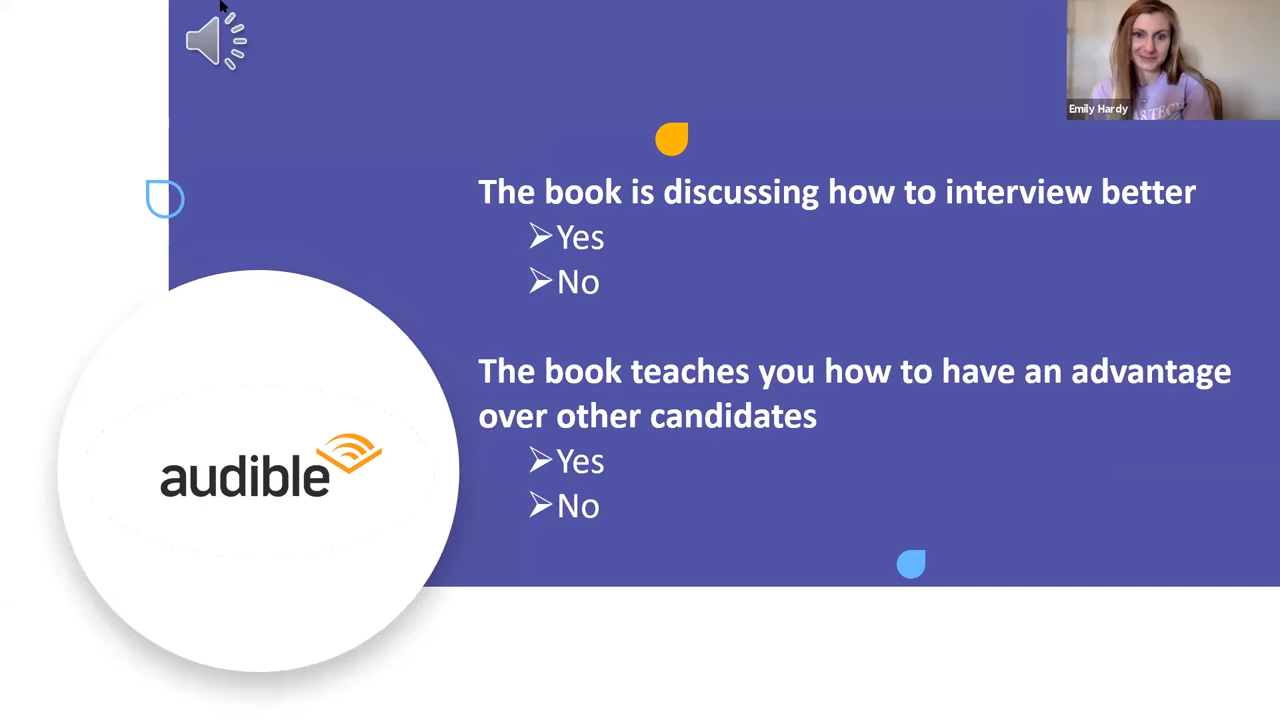 Emily Hardy
The book is discussing how to interview better
Yes
No
The book teaches you how to have an advantage
over other candidates
Yes
No
audible